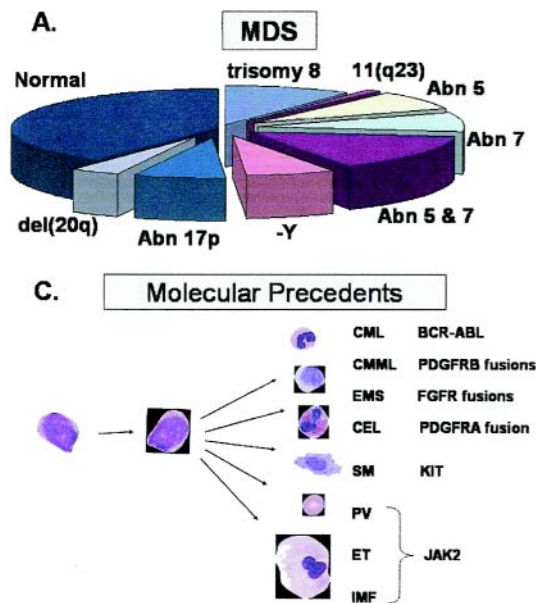 A.
MDS
Normal
trisomy 8
11(q23)
Abn 5
Abn 7
Abn 5 & 7
-Y
Abn 17p
del(20q)
C.
Molecular Precedents
CML BCR-ABL
CMML PDGFRB fusions
EMS FGFR fusions
CEL PDGFRA fusion
SM KIT
PV
ET JAK2
IMF